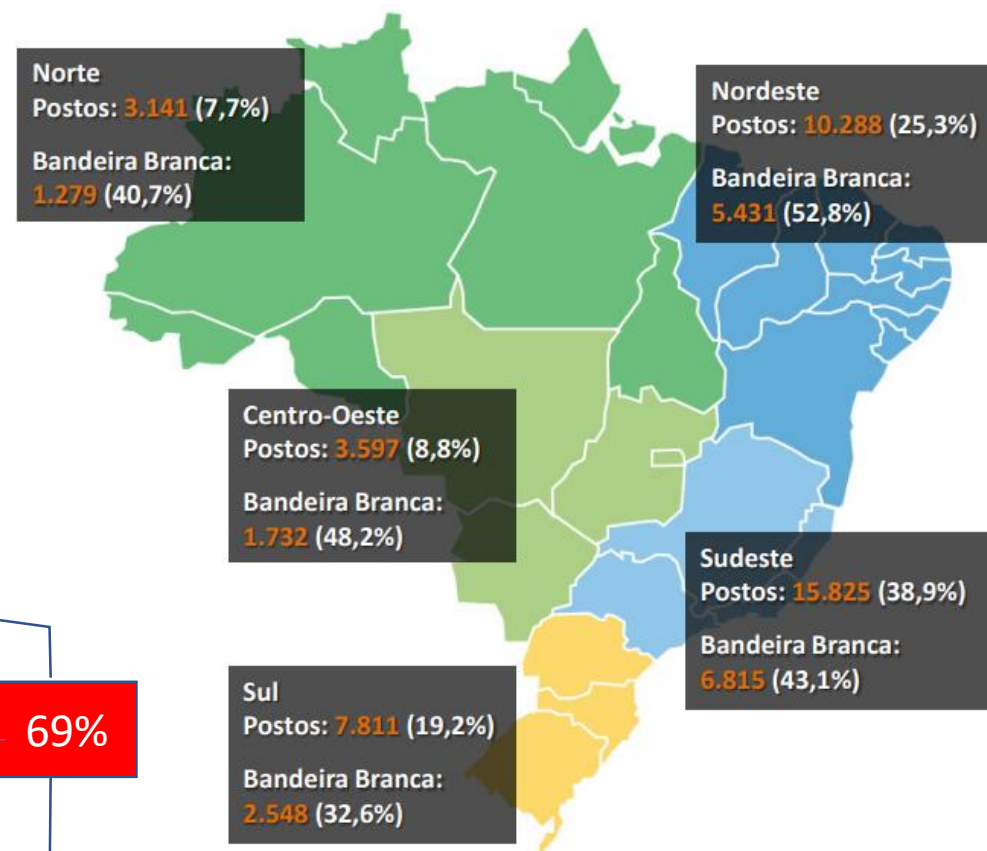 Norte
Postos: 3.141 (7,7%)
Bandeira Branca:
1.279 (40,7%)
Nordeste
Postos: 10.288 (25,3%)
Bandeira Branca:
5.431 (52,8%)
Centro-Oeste
Postos: 3.597 (8,8%)
Bandeira Branca:
1.732 (48,2%)
Sudeste
Postos: 15.825 (38,9%)
Bandeira Branca:
6.815 (43,1%)
Sul
Postos: 7.811 (19,2%)
Bandeira Branca:
2.548 (32,6%)
69%